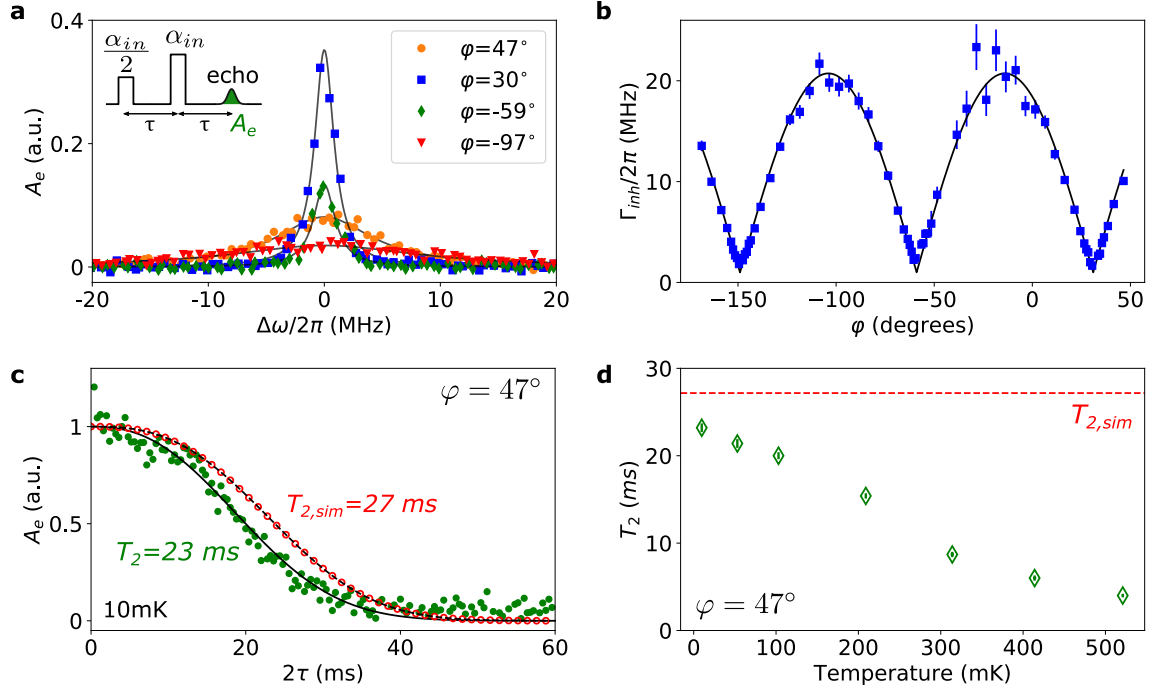 a
0.4
0.2
0
A_e (a.u.)
α_in/2
α_in
echo
τ
τ
A_e
φ=47°
φ=30°
φ=-59°
φ=-97°
-20
-10
0
10
20
Δω/2π (MHz)
b
20
10
0
Γ_inh/2π (MHz)
-150
-100
-50
0
50
φ (degrees)
c
φ = 47°
1
0.5
0
A_e (a.u.)
T_2,sim=27 ms
T_2=23 ms
10mK
0
20
40
60
2τ (ms)
d
30
20
10
0
T_2 (ms)
T_2,sim
φ = 47°
0
100
200
300
400
500
Temperature (mK)